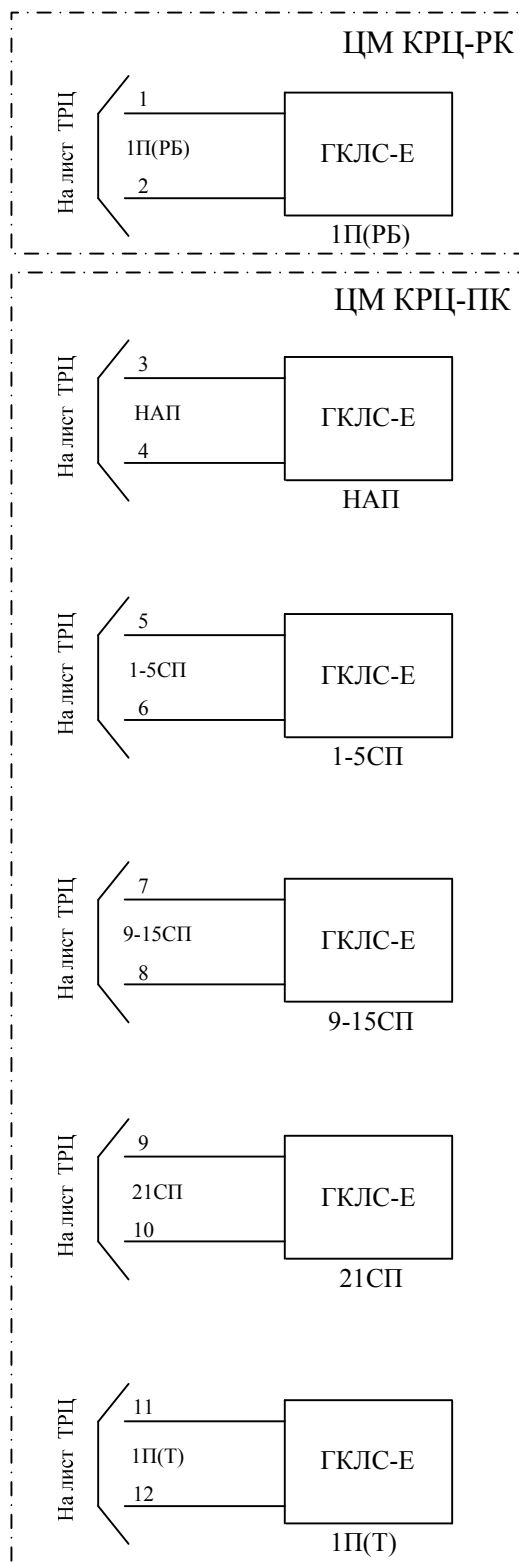 ЦМ КРЦ-РК
На лист ТРЦ
1
1П(РБ)
2
ГКЛС-Е
1П(РБ)
ЦМ КРЦ-ПК
На лист ТРЦ
3
НАП
4
ГКЛС-Е
НАП
На лист ТРЦ
5
1-5СП
6
ГКЛС-Е
1-5СП
На лист ТРЦ
7
9-15СП
8
ГКЛС-Е
9-15СП
На лист ТРЦ
9
21СП
10
ГКЛС-Е
21СП
На лист ТРЦ
11
1П(Т)
12
ГКЛС-Е
1П(Т)